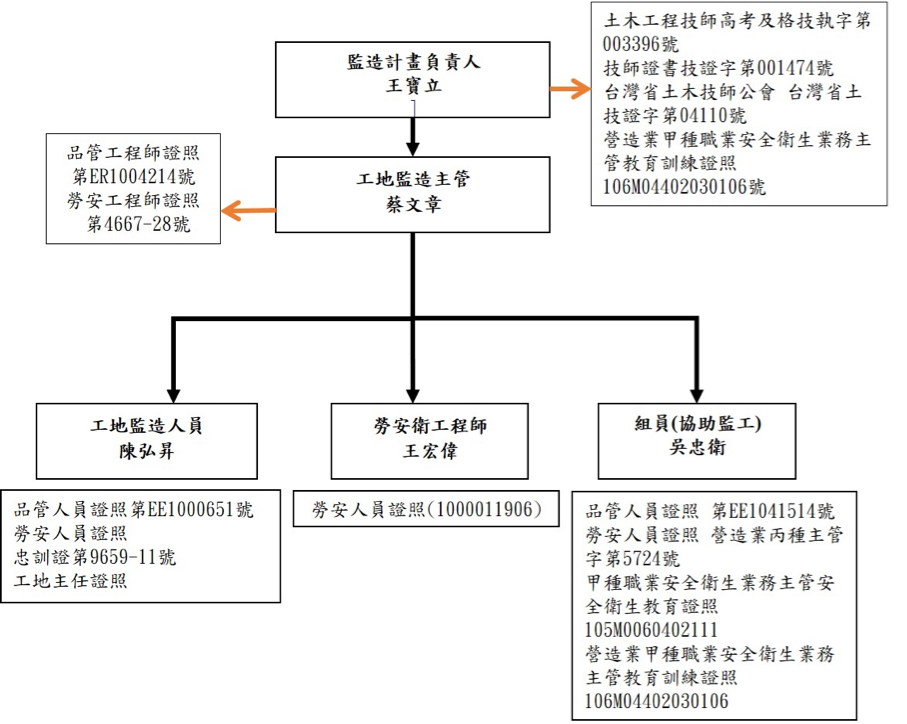 監造計畫負責人
王寶立
土木工程技師高考及格技執字第
003396號
技師證書技證字第001474號
台灣省土木技師公會 台灣省土
技證字第04110號
營造業甲種職業安全衛生業務主
管教育訓練證照
106M04402030106號
品管工程師證照
第ER1004214號
勞安工程師證照
第4667-28號
工地監造主管
蔡文章
工地監造人員
陳弘昇
品管人員證照第EE1000651號
勞安人員證照
忠訓證第9659-11號
工地主任證照
勞安衛工程師
王宏偉
勞安人員證照(1000011906)
組員(協助監工)
吳忠衛
品管人員證照 第EE1041514號
勞安人員證照 營造業丙種主管
字第5724號
甲種職業安全衛生業務主管安
全衛生教育證照
105M0060402111
營造業甲種職業安全衛生業務
主管教育訓練證照
106M04402030106